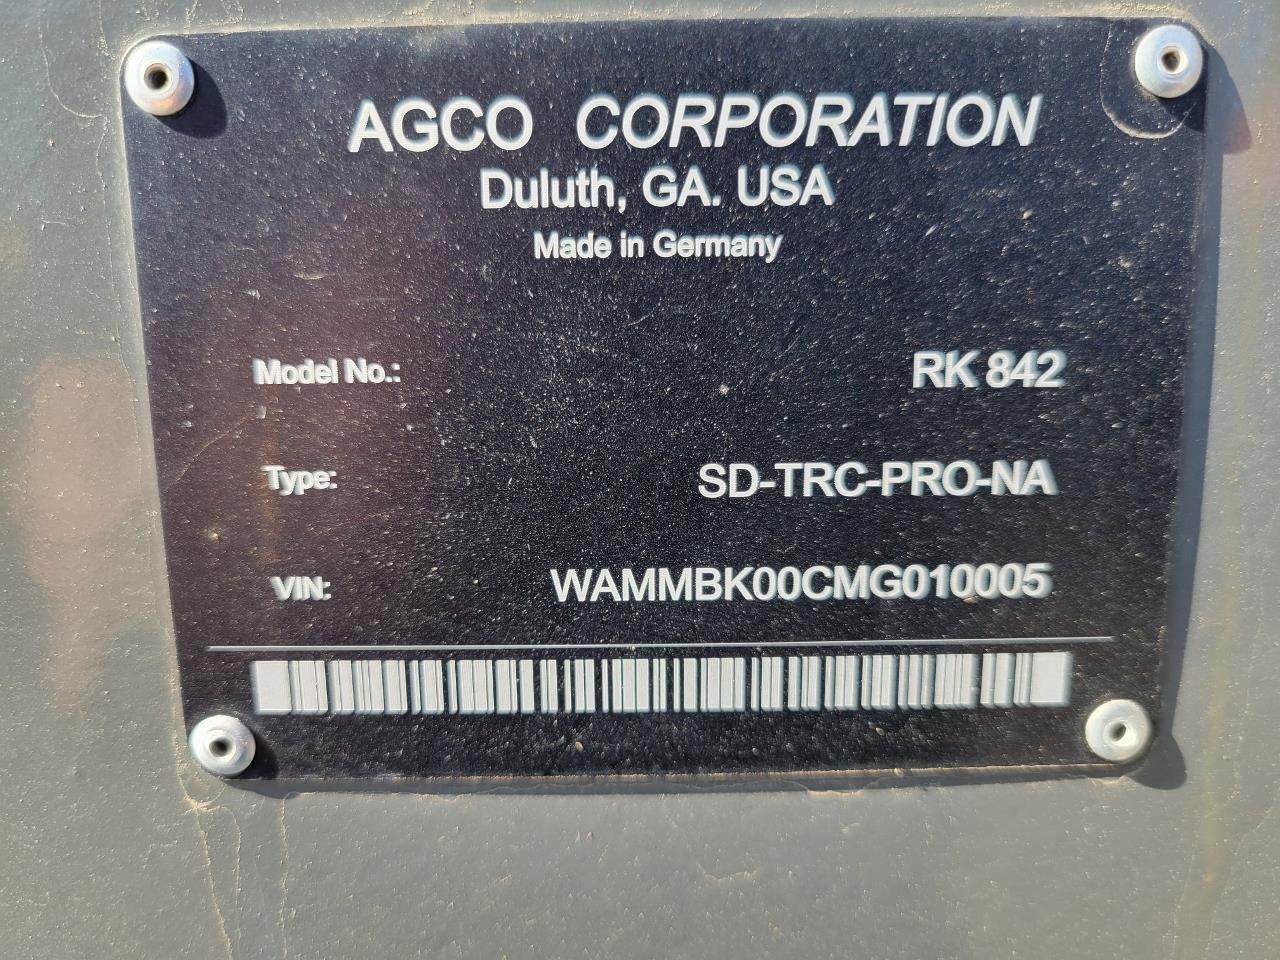 AGCO CORPORATION
Duluth, GA. USA
Made in Germany
Model No.: RK 842
Type: SD-TRC-PRO-NA
VIN: WAMMBK00CMG010005